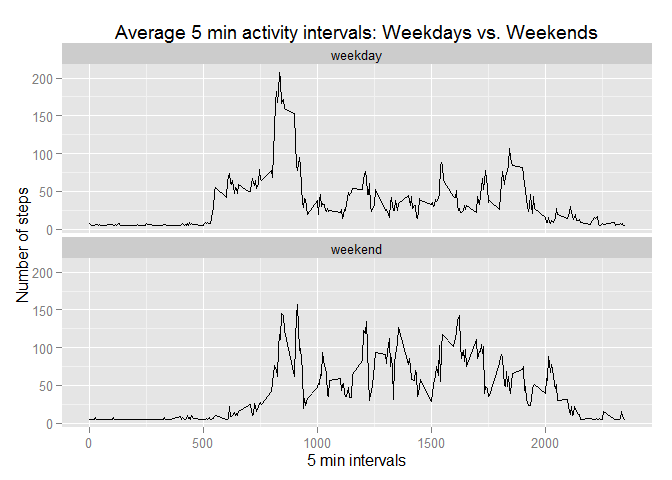 Average 5 min activity intervals: Weekdays vs. Weekends
weekday
200
150
100
50
0
Number of steps
weekend
200
150
100
50
0
0 500 1000 1500 2000
5 min intervals